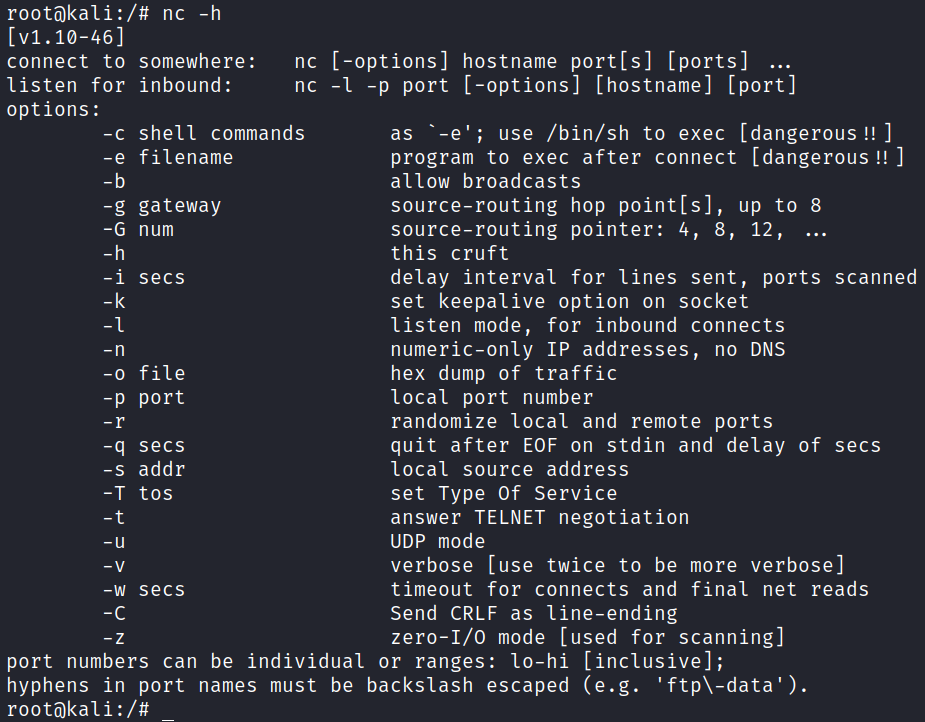 root@kali:/# nc -h
[v1.10-46]
connect to somewhere:   nc [-options] hostname port[s] [ports] ...
listen for inbound:     nc -l -p port [-options] [hostname] [port]
options:
        -c shell commands       as `-e'; use /bin/sh to exec [dangerous!!]
        -e filename             program to exec after connect [dangerous!!]
        -b                      allow broadcasts
        -g gateway              source-routing hop point[s], up to 8
        -G num                  source-routing pointer: 4, 8, 12, ...
        -h                      this cruft
        -i secs                 delay interval for lines sent, ports scanned
        -k                      set keepalive option on socket
        -l                      listen mode, for inbound connects
        -n                      numeric-only IP addresses, no DNS
        -o file                 hex dump of traffic
        -p port                 local port number
        -r                      randomize local and remote ports
        -q secs                 quit after EOF on stdin and delay of secs
        -s addr                 local source address
        -T tos                  set Type Of Service
        -t                      answer TELNET negotiation
        -u                      UDP mode
        -v                      verbose [use twice to be more verbose]
        -w secs                 timeout for connects and final net reads
        -C                      Send CRLF as line-ending
        -z                      zero-I/O mode [used for scanning]
port numbers can be individual or ranges: lo-hi [inclusive];
hyphens in port names must be backslash escaped (e.g. 'ftp\-data').
root@kali:/# _